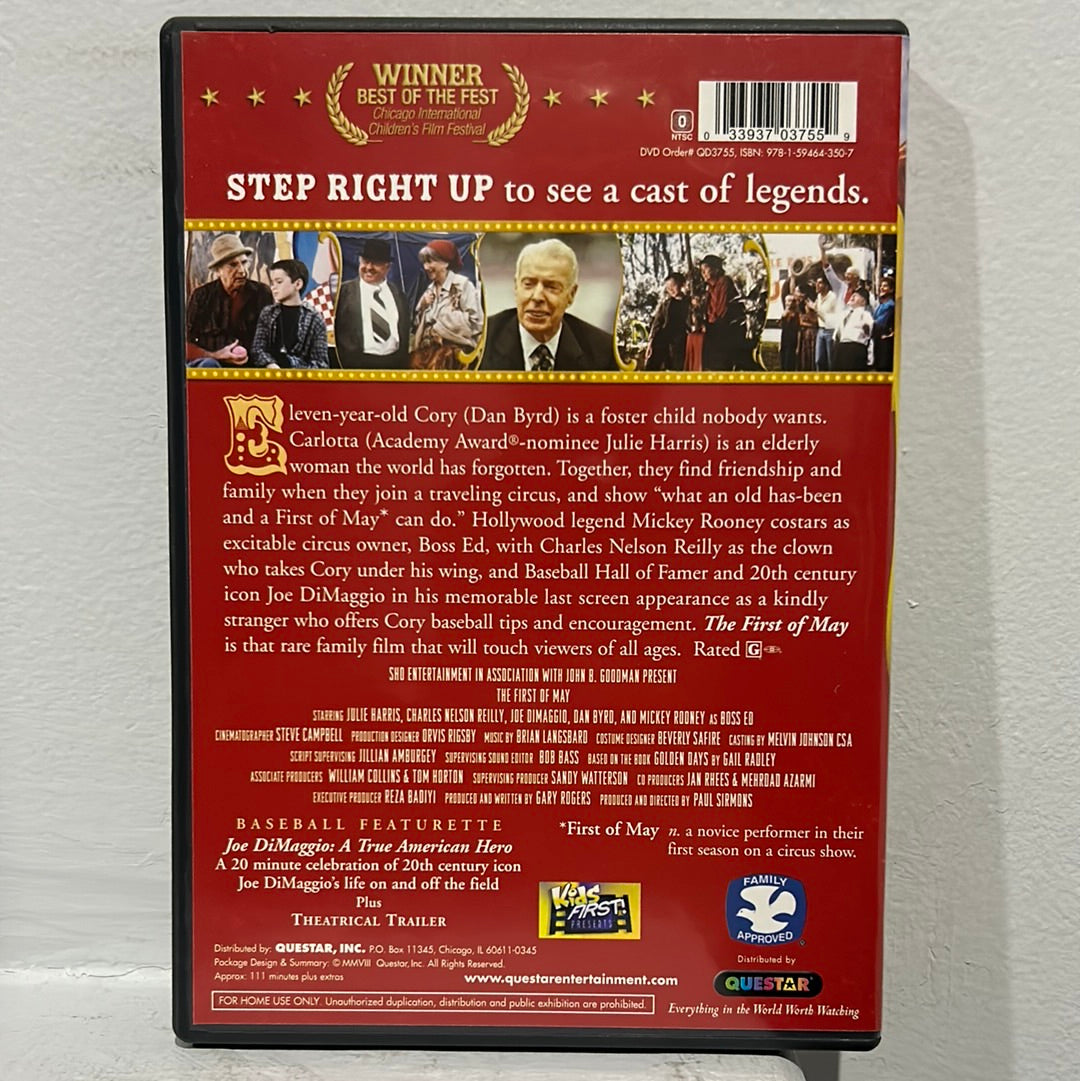 WINNER
BEST OF THE FEST
Chicago International
Children's Film Festival
NTSC
0 33937 03755 9
DVD Order# QD3755, ISBN: 978-1-59464-350-7
STEP RIGHT UP to see a cast of legends.
Eleven-year-old Cory (Dan Byrd) is a foster child nobody wants.
Carlotta (Academy Award®-nominee Julie Harris) is an elderly
woman the world has forgotten. Together, they find friendship and
family when they join a traveling circus, and show “what an old has-been
and a First of May* can do.” Hollywood legend Mickey Rooney costars as
excitable circus owner, Boss Ed, with Charles Nelson Reilly as the clown
who takes Cory under his wing, and Baseball Hall of Famer and 20th century
icon Joe DiMaggio in his memorable last screen appearance as a kindly
stranger who offers Cory baseball tips and encouragement. The First of May
is that rare family film that will touch viewers of all ages. Rated G
SHO ENTERTAINMENT IN ASSOCIATION WITH JOHN B. GOODMAN PRESENT
THE FIRST OF MAY
STARRING JULIE HARRIS, CHARLES NELSON REILLY, JOE DIMAGGIO, DAN BYRD, AND MICKEY ROONEY AS BOSS ED
CINEMATOGRAPHER STEVE CAMPBELL PRODUCTION DESIGNER ORVIS RIGSBY MUSIC BY BRIAN LANGSBARD COSTUME DESIGNER BEVERLY SAFIRE CASTING BY MELVIN JOHNSON CSA
SCRIPT SUPERVISING JILLIAN AMBURGEY SUPERVISING SOUND EDITOR BOB BASS BASED ON THE BOOK GOLDEN DAYS BY GAIL RADLEY
ASSOCIATE PRODUCERS WILLIAM COLLINS & TOM HORTON SUPERVISING PRODUCER SANDY WATTERSON CO PRODUCERS JAN RHEES & MEHRDAD AZARMI
EXECUTIVE PRODUCER REZA BADIYI PRODUCED AND WRITTEN BY GARY ROGERS PRODUCED AND DIRECTED BY PAUL SIRMONS
BASEBALL FEATURETTE
Joe DiMaggio: A True American Hero
A 20 minute celebration of 20th century icon
Joe DiMaggio's life on and off the field
Plus
THEATRICAL TRAILER
*First of May n. a novice performer in their
first season on a circus show.
Kids
FIRST!
PRESENTS
FAMILY
APPROVED
Distributed by: QUESTAR, INC. P.O. Box 11345, Chicago, IL 60611-0345
Package Design & Summary: © MMVIII Questar, Inc. All Rights Reserved.
Approx: 111 minutes plus extras
www.questarentertainment.com
FOR HOME USE ONLY. Unauthorized duplication, distribution and public exhibition are prohibited.
Distributed by
QUESTAR
Everything in the World Worth Watching